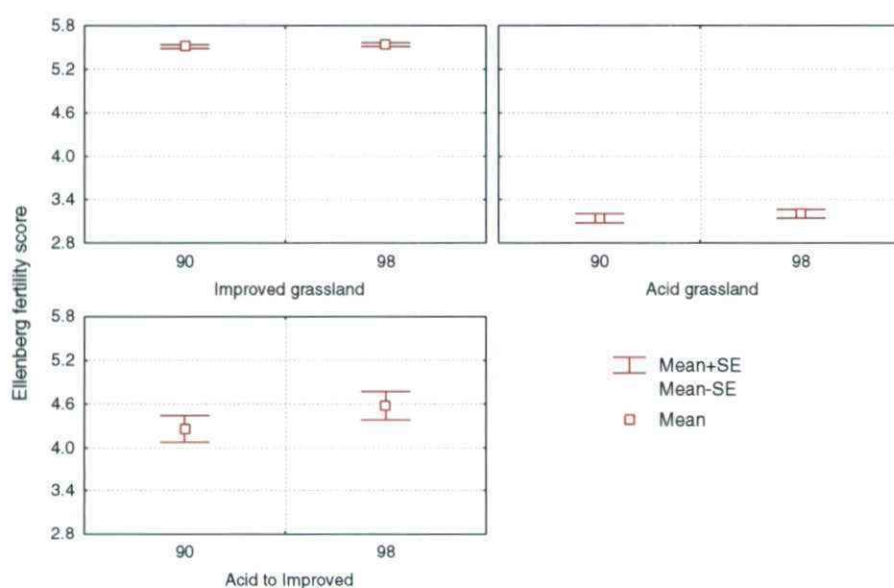 Ellenberg fertility score
5.8
5.2
4.6
4.0
3.4
2.8
90
98
Improved grassland
90
98
Acid grassland
5.8
5.2
4.6
4.0
3.4
2.8
90
98
Acid to Improved
Mean+SE
Mean-SE
Mean